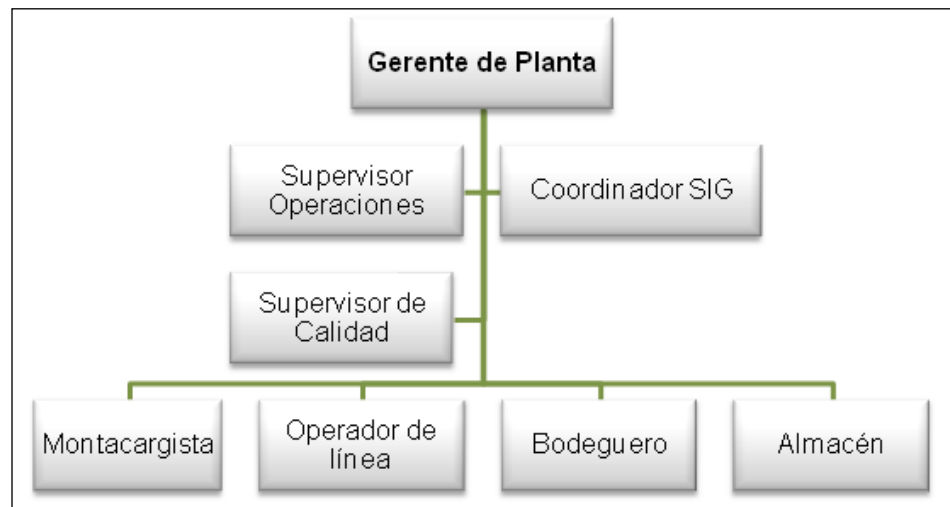 Gerente de Planta
Supervisor
Operaciones
Coordinador SIG
Supervisor de
Calidad
Montacargista
Operador de
línea
Bodeguero
Almacén